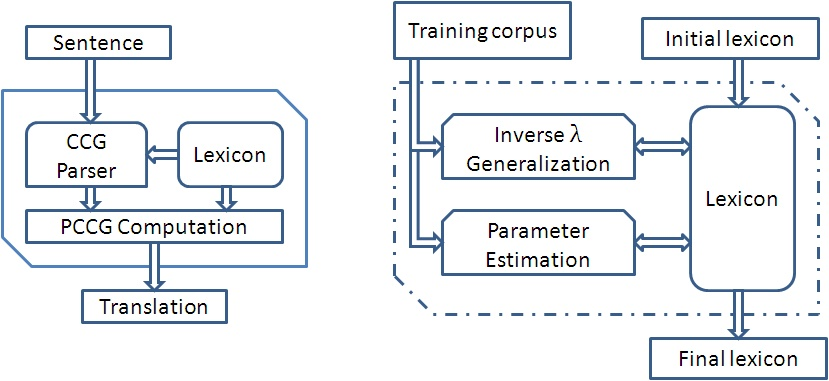 Sentence
CCG
Parser
Lexicon
PCCG Computation
Translation
Training corpus
Initial lexicon
Inverse λ
Generalization
Parameter
Estimation
Lexicon
Final lexicon